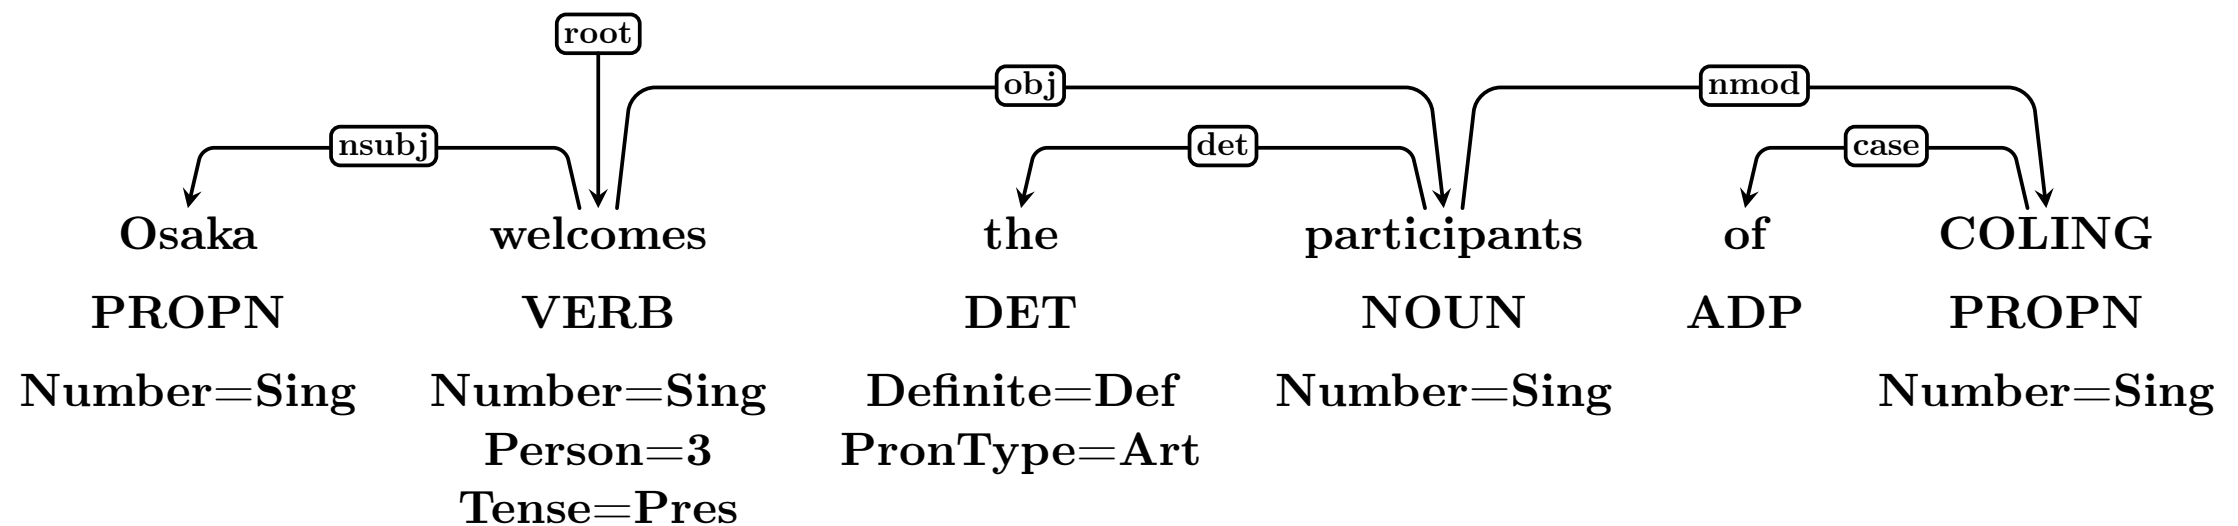 root
obj nmod
nsubj det case
Osaka welcomes the participants of COLING
PROPN VERB DET NOUN ADP PROPN
Number=Sing Number=Sing Definite=Def Number=Sing Number=Sing
Person=3 PronType=Art
Tense=Pres